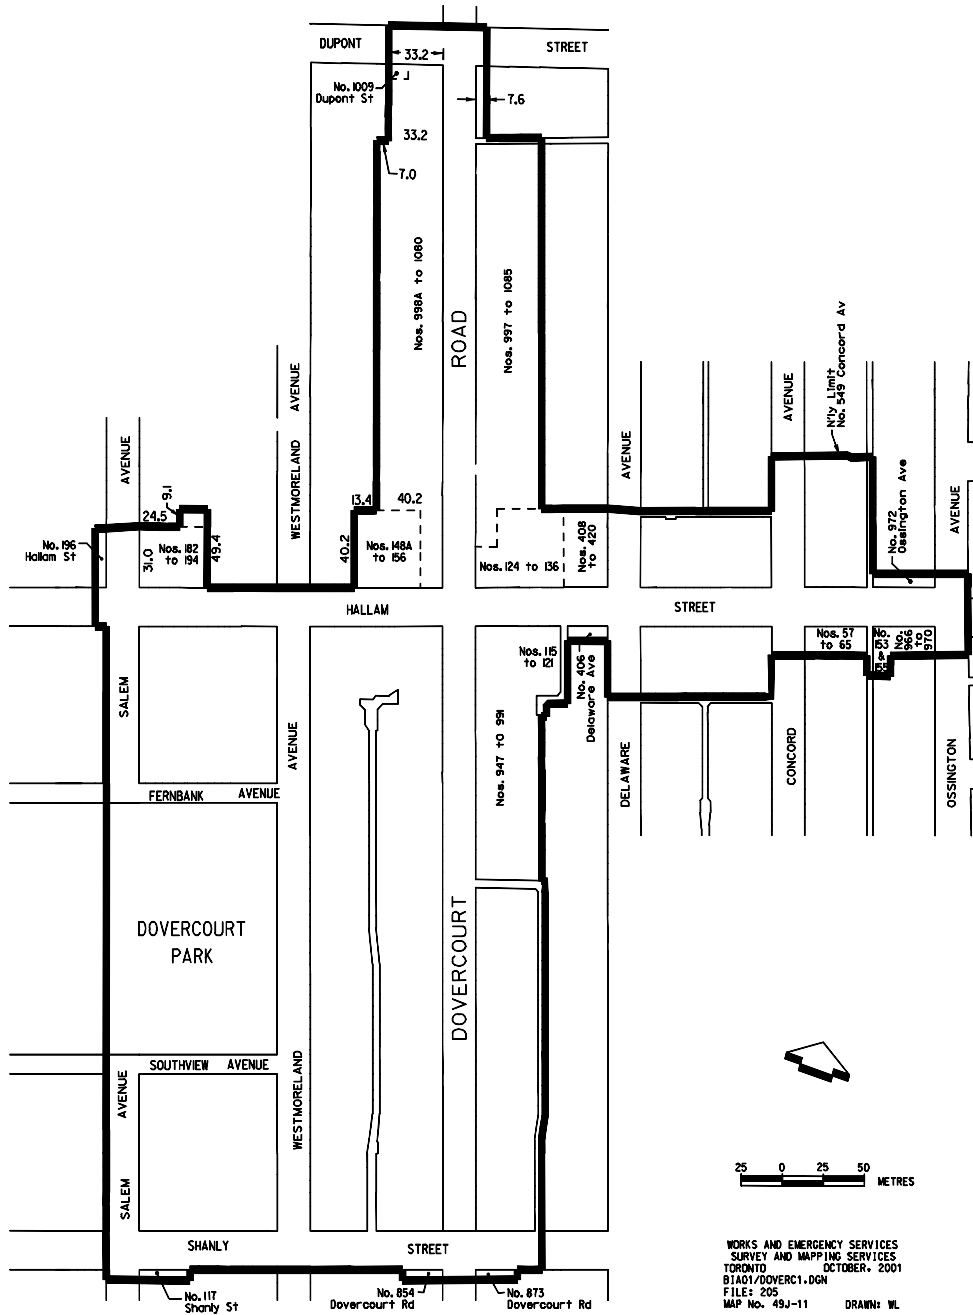 DUPONT
STREET
33.2
No. 1009
Dupont St
7.6
33.2
7.0
Nos. 998A to 1080
ROAD
Nos. 997 to 1085
N'ly Limit
No. 549 Concord Av
AVENUE
WESTMORELAND
AVENUE
AVENUE
AVENUE
AVENUE
9.1
24.5
13.4
40.2
No. 196
Hallam St
31.0
Nos. 182
to 194
49.4
40.2
Nos. 148A
to 156
Nos. 124 to 136
Nos. 408
to 420
No. 972
Ossington Ave
HALLAM
STREET
SALEM
AVENUE
Nos. 115
to 121
No. 406
Delaware Ave
Nos. 57
to 65
No.
153
&
No.
966
to
970
Nos. 947 to 991
DELAWARE
CONCORD
OSSINGTON
FERNBANK AVENUE
DOVERCOURT
PARK
DOVERCOURT
SOUTHVIEW AVENUE
AVENUE
SALEM
WESTMORELAND
25 0 25 50
METRES
SHANLY
STREET
No. 117
Shanly St
No. 854
Dovercourt Rd
No. 873
Dovercourt Rd
WORKS AND EMERGENCY SERVICES
SURVEY AND MAPPING SERVICES
TORONTO OCTOBER. 2001
BIA01/DOVERC1.DGN
FILE: 205
MAP No. 49J-11 DRAWN: WL